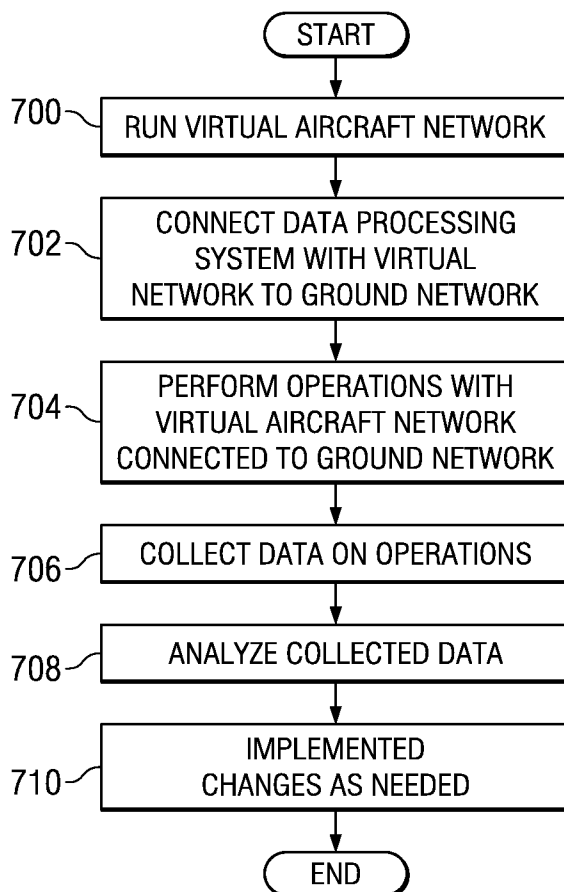 START
700
RUN VIRTUAL AIRCRAFT NETWORK
702
CONNECT DATA PROCESSING
SYSTEM WITH VIRTUAL
NETWORK TO GROUND NETWORK
704
PERFORM OPERATIONS WITH
VIRTUAL AIRCRAFT NETWORK
CONNECTED TO GROUND NETWORK
706
COLLECT DATA ON OPERATIONS
708
ANALYZE COLLECTED DATA
710
IMPLEMENTED
CHANGES AS NEEDED
END